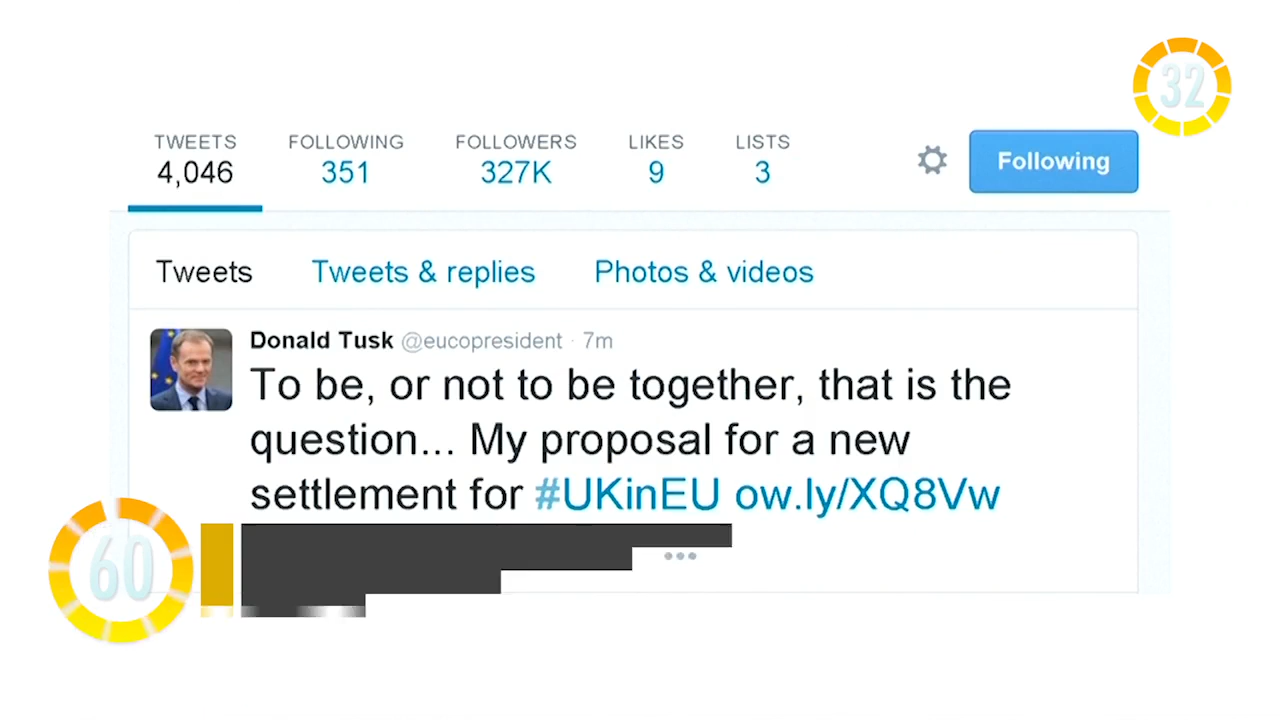 32
TWEETS FOLLOWING FOLLOWERS LIKES LISTS
4,046 351 327K 9 3
Following
Tweets Tweets & replies Photos & videos
Donald Tusk @eucopresident · 7m
To be, or not to be together, that is the
question... My proposal for a new
settlement for #UKinEU ow.ly/XQ8Vw
60